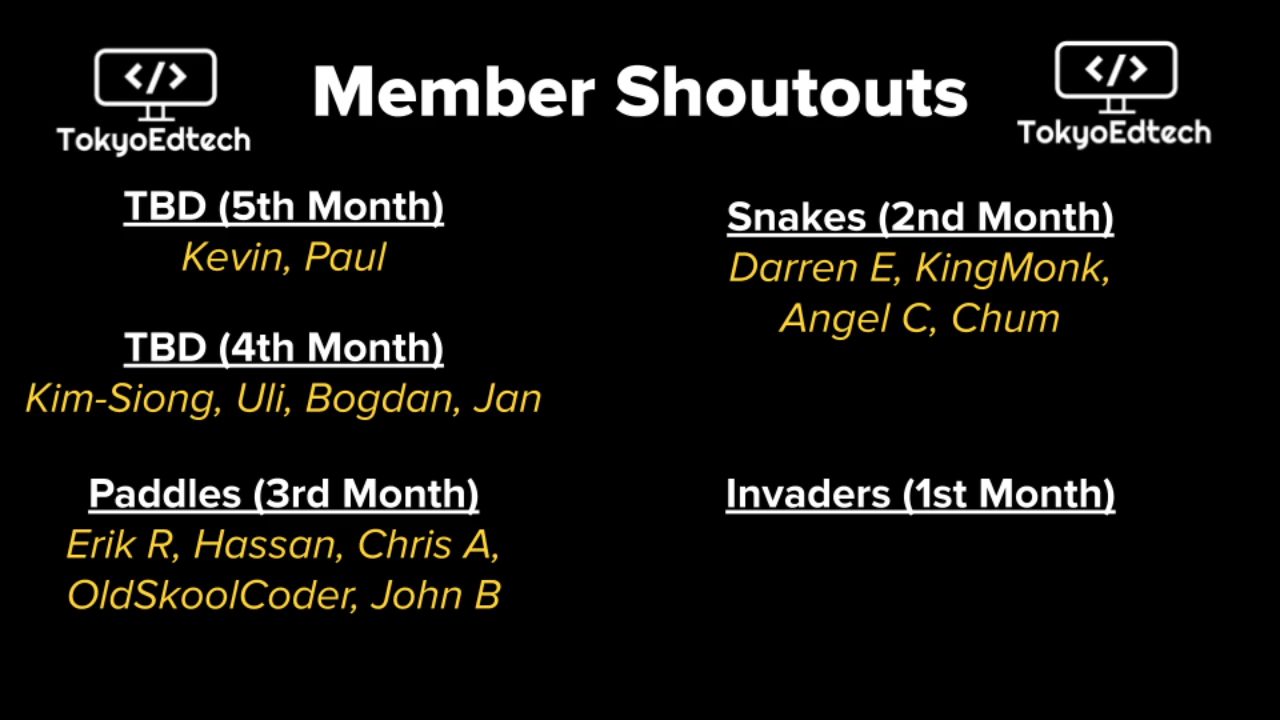 </>
TokyoEdtech
Member Shoutouts
</>
TokyoEdtech
TBD (5th Month)
Kevin, Paul
TBD (4th Month)
Kim-Siong, Uli, Bogdan, Jan
Paddles (3rd Month)
Erik R, Hassan, Chris A,
OldSkoolCoder, John B
Snakes (2nd Month)
Darren E, KingMonk,
Angel C, Chum
Invaders (1st Month)